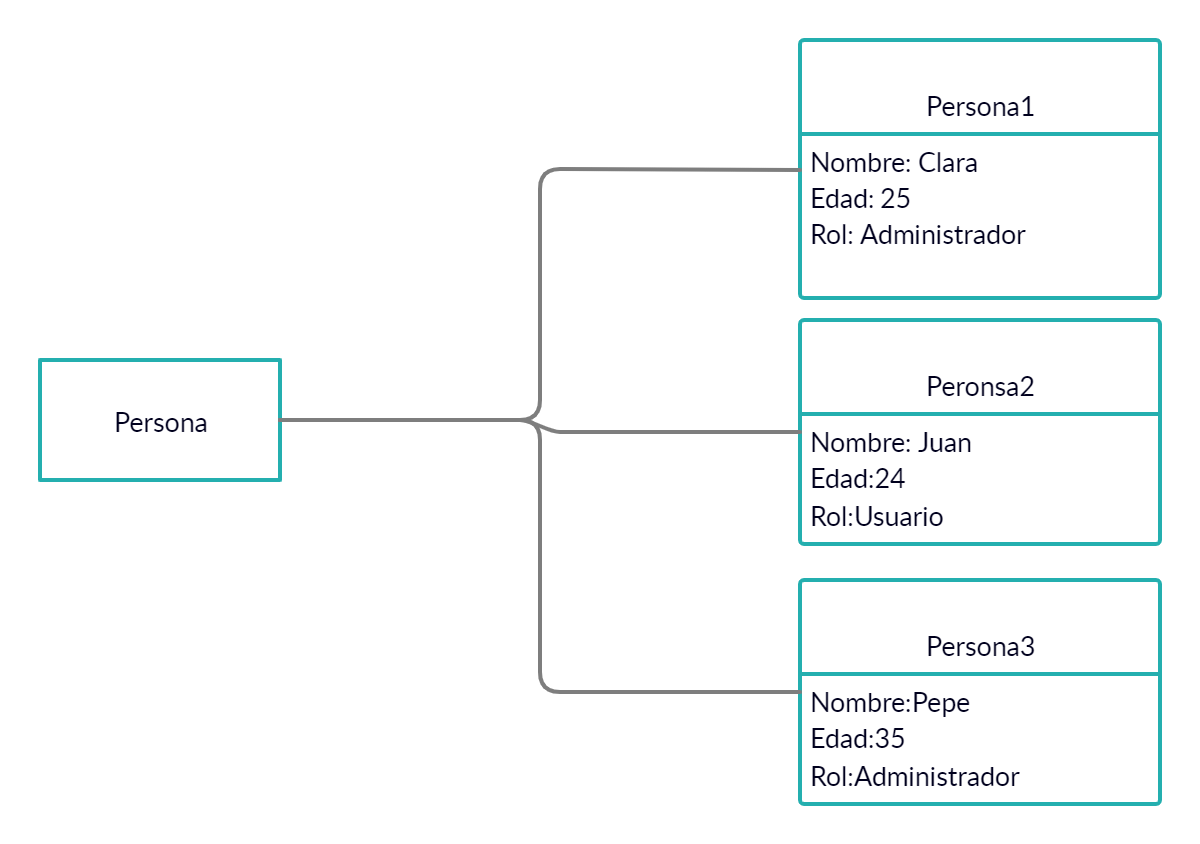 Persona
Persona1
Nombre: Clara
Edad: 25
Rol: Administrador
Peronsa2
Nombre: Juan
Edad:24
Rol:Usuario
Persona3
Nombre:Pepe
Edad:35
Rol:Administrador